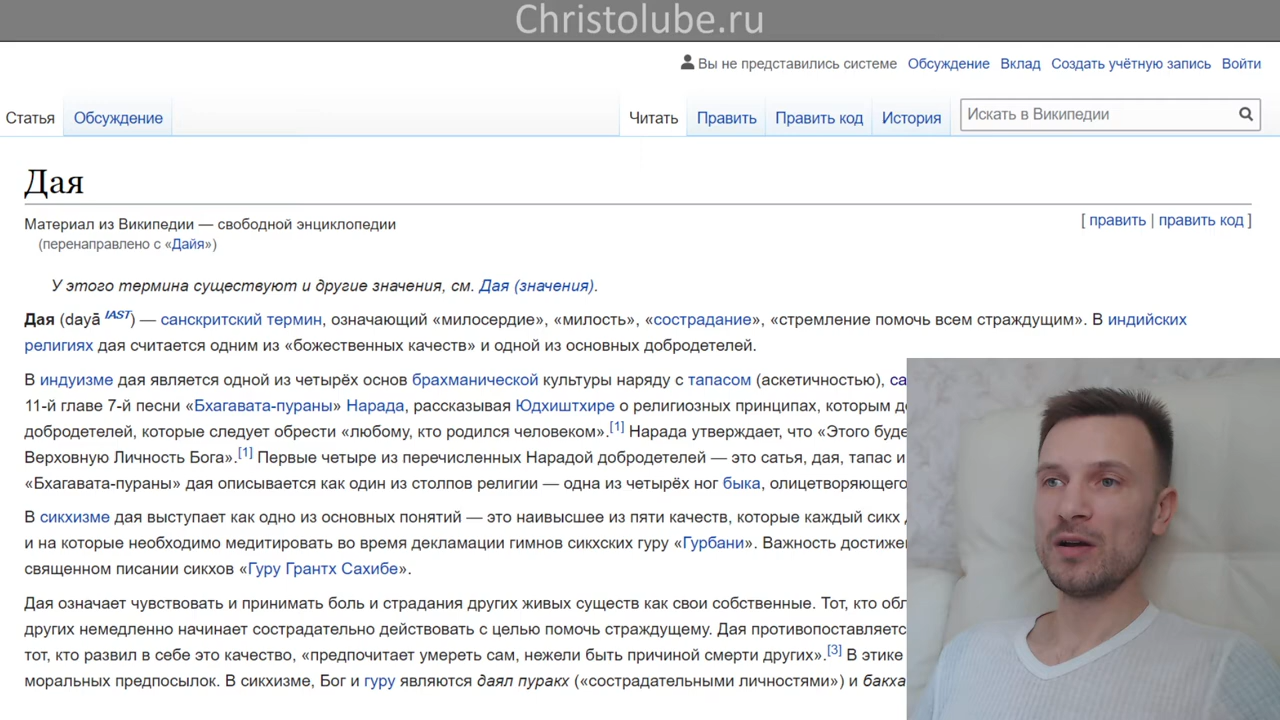 Christolube.ru
Вы не представились системе Обсуждение Вклад Создать учётную запись Войти
Статья Обсуждение Читать Править Править код История Искать в Википедии
Дая
Материал из Википедии — свободной энциклопедии [ править | править код ]
(перенаправлено с «Дайя»)
У этого термина существуют и другие значения, см. Дая (значения).
Дая (dayā IAST) — санскритский термин, означающий «милосердие», «милость», «сострадание», «стремление помочь всем страждущим». В индийских
религиях дая считается одним из «божественных качеств» и одной из основных добродетелей.
В индуизме дая является одной из четырёх основ брахманической культуры наряду с тапасом (аскетичностью), са
11-й главе 7-й песни «Бхагавата-пураны» Нарада, рассказывая Юдхиштхире о религиозных принципах, которым
добродетелей, которые следует обрести «любому, кто родился человеком».[1] Нарада утверждает, что «Этого буде
Верховную Личность Бога».[1] Первые четыре из перечисленных Нарадой добродетелей — это сатья, дая, тапас и
«Бхагавата-пураны» дая описывается как один из столпов религии — одна из четырёх ног быка, олицетворяющего
В сикхизме дая выступает как одно из основных понятий — это наивысшее из пяти качеств, которые каждый сикх
и на которые необходимо медитировать во время декламации гимнов сикхских гуру «Гурбани». Важность достиже
священном писании сикхов «Гуру Грантх Сахибе».
Дая означает чувствовать и принимать боль и страдания других живых существ как свои собственные. Тот, кто обл
других немедленно начинает сострадательно действовать с целью помочь страждущему. Дая противопоставляетс
тот, кто развил в себе это качество, «предпочитает умереть сам, нежели быть причиной смерти других».[3] В этике
моральных предпосылок. В сикхизме, Бог и гуру являются даял пуракх («сострадательными личностями») и бакха